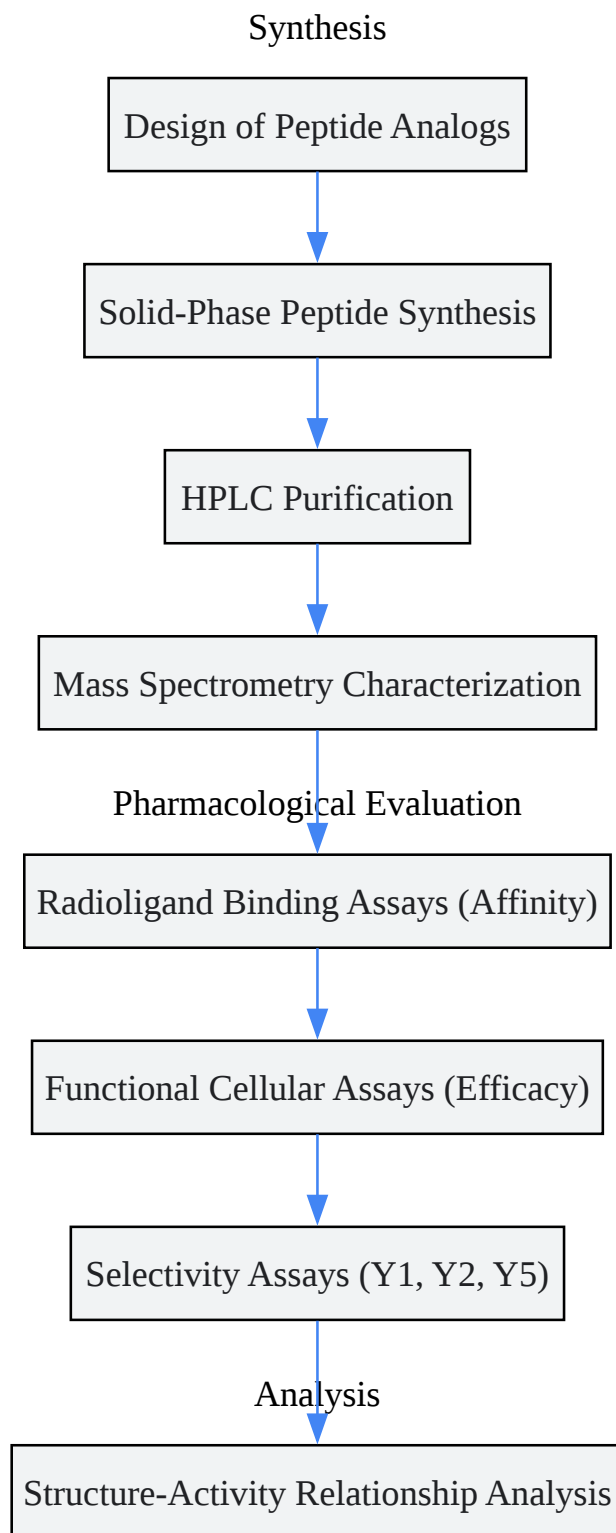 Synthesis
Design of Peptide Analogs
Solid-Phase Peptide Synthesis
HPLC Purification
Mass Spectrometry Characterization
Pharmacological Evaluation
Radioligand Binding Assays (Affinity)
Functional Cellular Assays (Efficacy)
Selectivity Assays (Y1, Y2, Y5)
Analysis
Structure-Activity Relationship Analysis